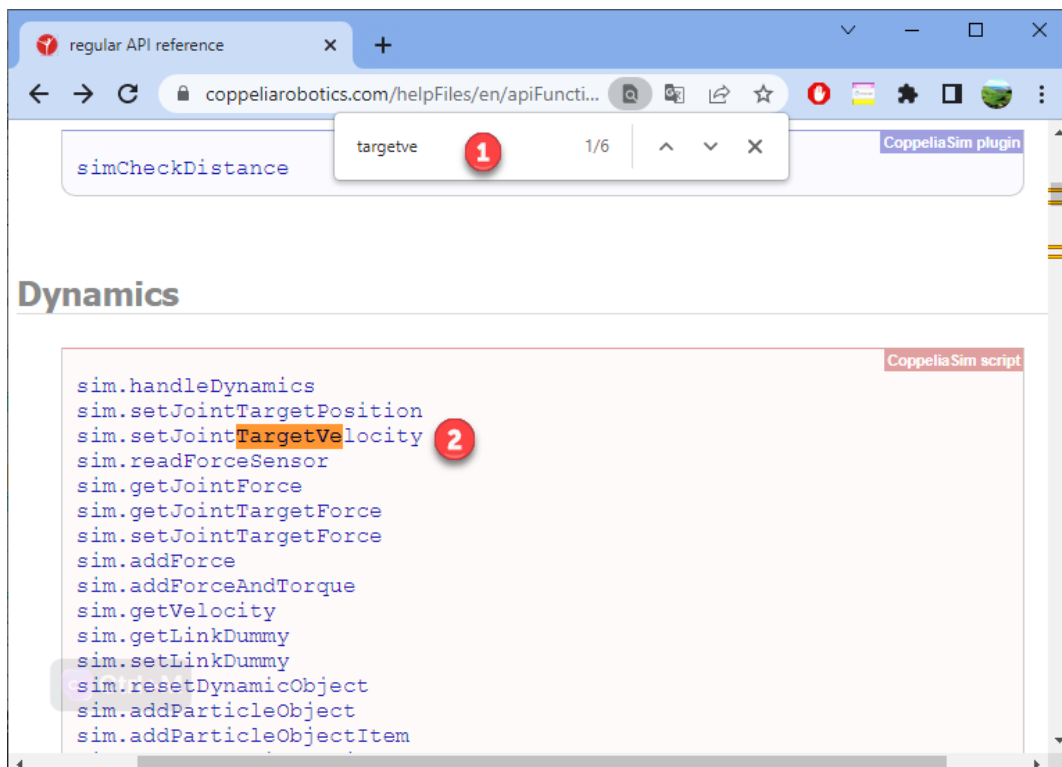 regular API reference
coppeliarobotics.com/helpFiles/en/apiFuncti...
targetve 1 1/6
CoppeliaSim plugin
simCheckDistance
Dynamics
CoppeliaSim script
sim.handleDynamics
sim.setJointTargetPosition
sim.setJointTargetVelocity 2
sim.readForceSensor
sim.getJointForce
sim.getJointTargetForce
sim.setJointTargetForce
sim.addForce
sim.addForceAndTorque
sim.getVelocity
sim.getLinkDummy
sim.setLinkDummy
sim.resetDynamicObject
sim.addParticleObject
sim.addParticleObjectItem